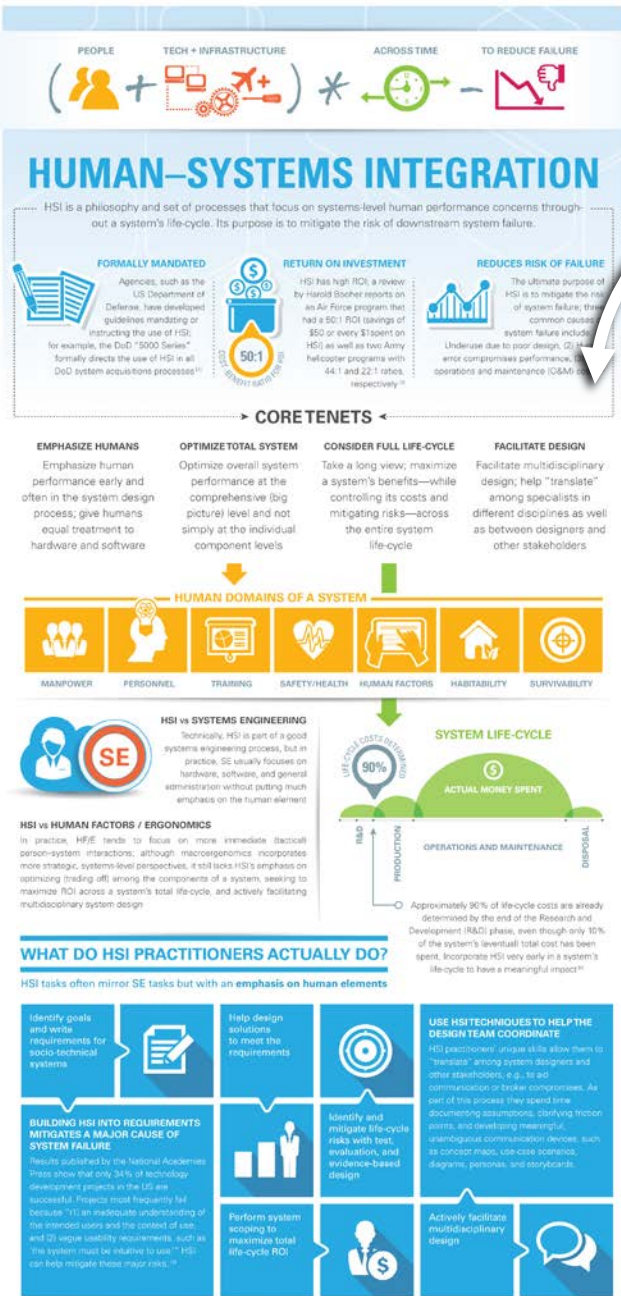 PEOPLE
TECH + INFRASTRUCTURE
ACROSS TIME
TO REDUCE FAILURE
HUMAN–SYSTEMS INTEGRATION
HSI is a philosophy and set of processes that focus on systems-level human performance concerns through-
out a system's life-cycle. Its purpose is to mitigate the risk of downstream system failure.
FORMALLY MANDATED
Agencies, such as the
US Department of
Defense, have developed
guidelines mandating or
instructing the use of HSI;
for example, the DoD "5000 Series"
formally directs the use of HSI in all
DoD system acquisitions processes
50:1
COST-BENEFIT RATIO FOR HSI
RETURN ON INVESTMENT
HSI has high ROI; a review
by Harold Booher reports on
an Air Force program that
had a 50:1 ROI (savings of
$50 or every $1spent on
HSI) as well as two Army
helicopter programs with
44:1 and 22:1 ratios,
respectively
REDUCES RISK OF FAILURE
The ultimate purpose of
HSI is to mitigate the risk
of system failure; three
common causes
system failure include
Underuse due to poor design, (2)
error compromises performance,
operations and maintenance (O&M)
CORE TENETS
EMPHASIZE HUMANS
Emphasize human
performance early and
often in the system design
process; give humans
equal treatment to
hardware and software
OPTIMIZE TOTAL SYSTEM
Optimize overall system
performance at the
comprehensive (big
picture) level and not
simply at the individual
component levels
CONSIDER FULL LIFE-CYCLE
Take a long view; maximize
a system's benefits—while
controlling its costs and
mitigating risks—across
the entire system
life-cycle
FACILITATE DESIGN
Facilitate multidisciplinary
design; help "translate"
among specialists in
different disciplines as well
as between designers and
other stakeholders
HUMAN DOMAINS OF A SYSTEM
MANPOWER
PERSONNEL
TRAINING
SAFETY/HEALTH
HUMAN FACTORS
HABITABILITY
SURVIVABILITY
SE
HSI vs SYSTEMS ENGINEERING
Technically, HSI is part of a good
systems engineering process, but in
practice, SE usually focuses on
hardware, software, and general
administration without putting much
emphasis on the human element
HSI vs HUMAN FACTORS / ERGONOMICS
In practice, HF/E tends to focus on more immediate (tactical)
person–system interactions; although macroergonomics incorporates
more strategic, systems-level perspectives, it still lacks HSI's emphasis on
optimizing (trading off) among the components of a system, seeking to
maximize ROI across a system's total life-cycle, and actively facilitating
multidisciplinary system design
SYSTEM LIFE-CYCLE
LIFE-CYCLE COSTS DETERMINED
90%
ACTUAL MONEY SPENT
R&D
PRODUCTION
OPERATIONS AND MAINTENANCE
DISPOSAL
Approximately 90% of life-cycle costs are already
determined by the end of the Research and
Development (R&D) phase, even though only 10%
of the system's (eventual) total cost has been
spent. Incorporate HSI very early in a system's
life-cycle to have a meaningful impact
WHAT DO HSI PRACTITIONERS ACTUALLY DO?
HSI tasks often mirror SE tasks but with an emphasis on human elements
Identify goals
and write
requirements for
socio-technical
systems
BUILDING HSI INTO REQUIREMENTS
MITIGATES A MAJOR CAUSE OF
SYSTEM FAILURE
Results published by the National Academies
Press show that only 34% of technology
development projects in the US are
successful. Projects most frequently fail
because "(1) an inadequate understanding of
the intended users and the context of use,
and (2) vague usability requirements, such as
'the system must be intuitive to use'" HSI
can help mitigate these major risks.
Help design
solutions
to meet the
requirements
Identify and
mitigate life-cycle
risks with test,
evaluation, and
evidence-based
design
Perform system
scoping to
maximize total
life-cycle ROI
USE HSI TECHNIQUES TO HELP THE
DESIGN TEAM COORDINATE
HSI practitioners' unique skills allow them to
"translate" among system designers and
other stakeholders, e.g., to aid
communication or broker compromises. As
part of this process they spend time
documenting assumptions, clarifying friction
points, and developing meaningful,
unambiguous communication devices, such
as concept maps, use-case scenarios,
diagrams, personas, and storyboards.
Actively facilitate
multidisciplinary
design